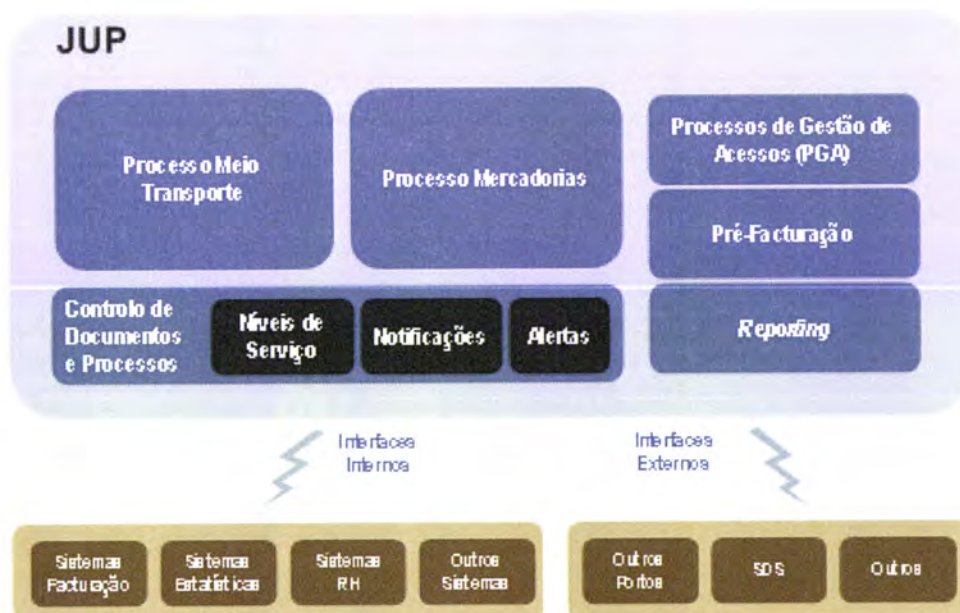 JUP
Processo Meio
Transporte
Processo Mercadorias
Processos de Gestão de
Acessos (PGA)
Pré-Facturação
Controlo de
Documentos
e Processos
Níveis de
Serviço
Notificações
Alertas
Reporting
Interfaces
Internos
Interfaces
Externos
Sistemas
Facturação
Sistemas
Estatísticas
Sistemas
RH
Outros
Sistemas
Outros
Portos
SDS
Outros